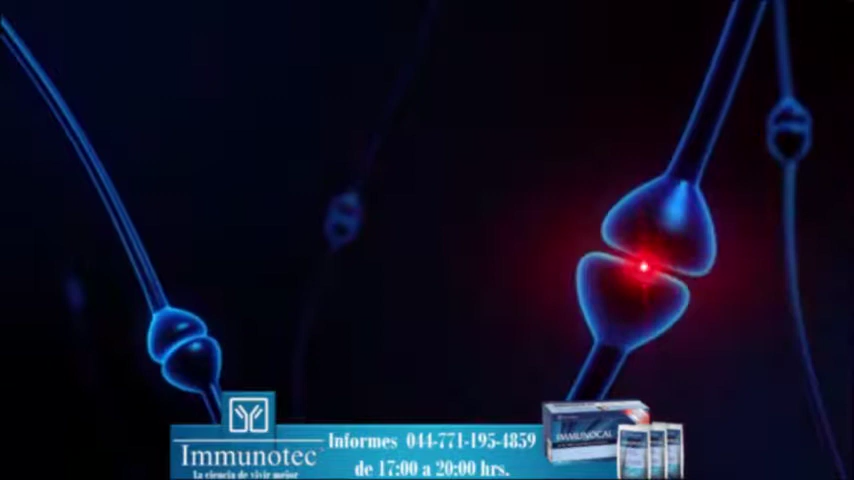 Immunotec
La ciencia de vivir mejor
Informes 044-771-195-4859
de 17:00 a 20:00 hrs.
IMMUNOCAL